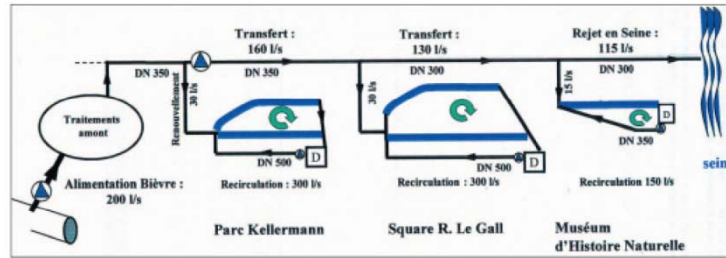 Transfert :
160 l/s
Transfert :
130 l/s
Rejet en Seine :
115 l/s
DN 350
DN 350
DN 300
DN 300
Renouvellement
30 l/s
30 l/s
15 l/s
Traitements
amont
D
D
D
DN 500
DN 500
DN 350
seine
Alimentation Bièvre :
200 l/s
Recirculation : 300 l/s
Recirculation : 300 l/s
Recirculation 150 l/s
Parc Kellermann
Square R. Le Gall
Muséum
d'Histoire Naturelle